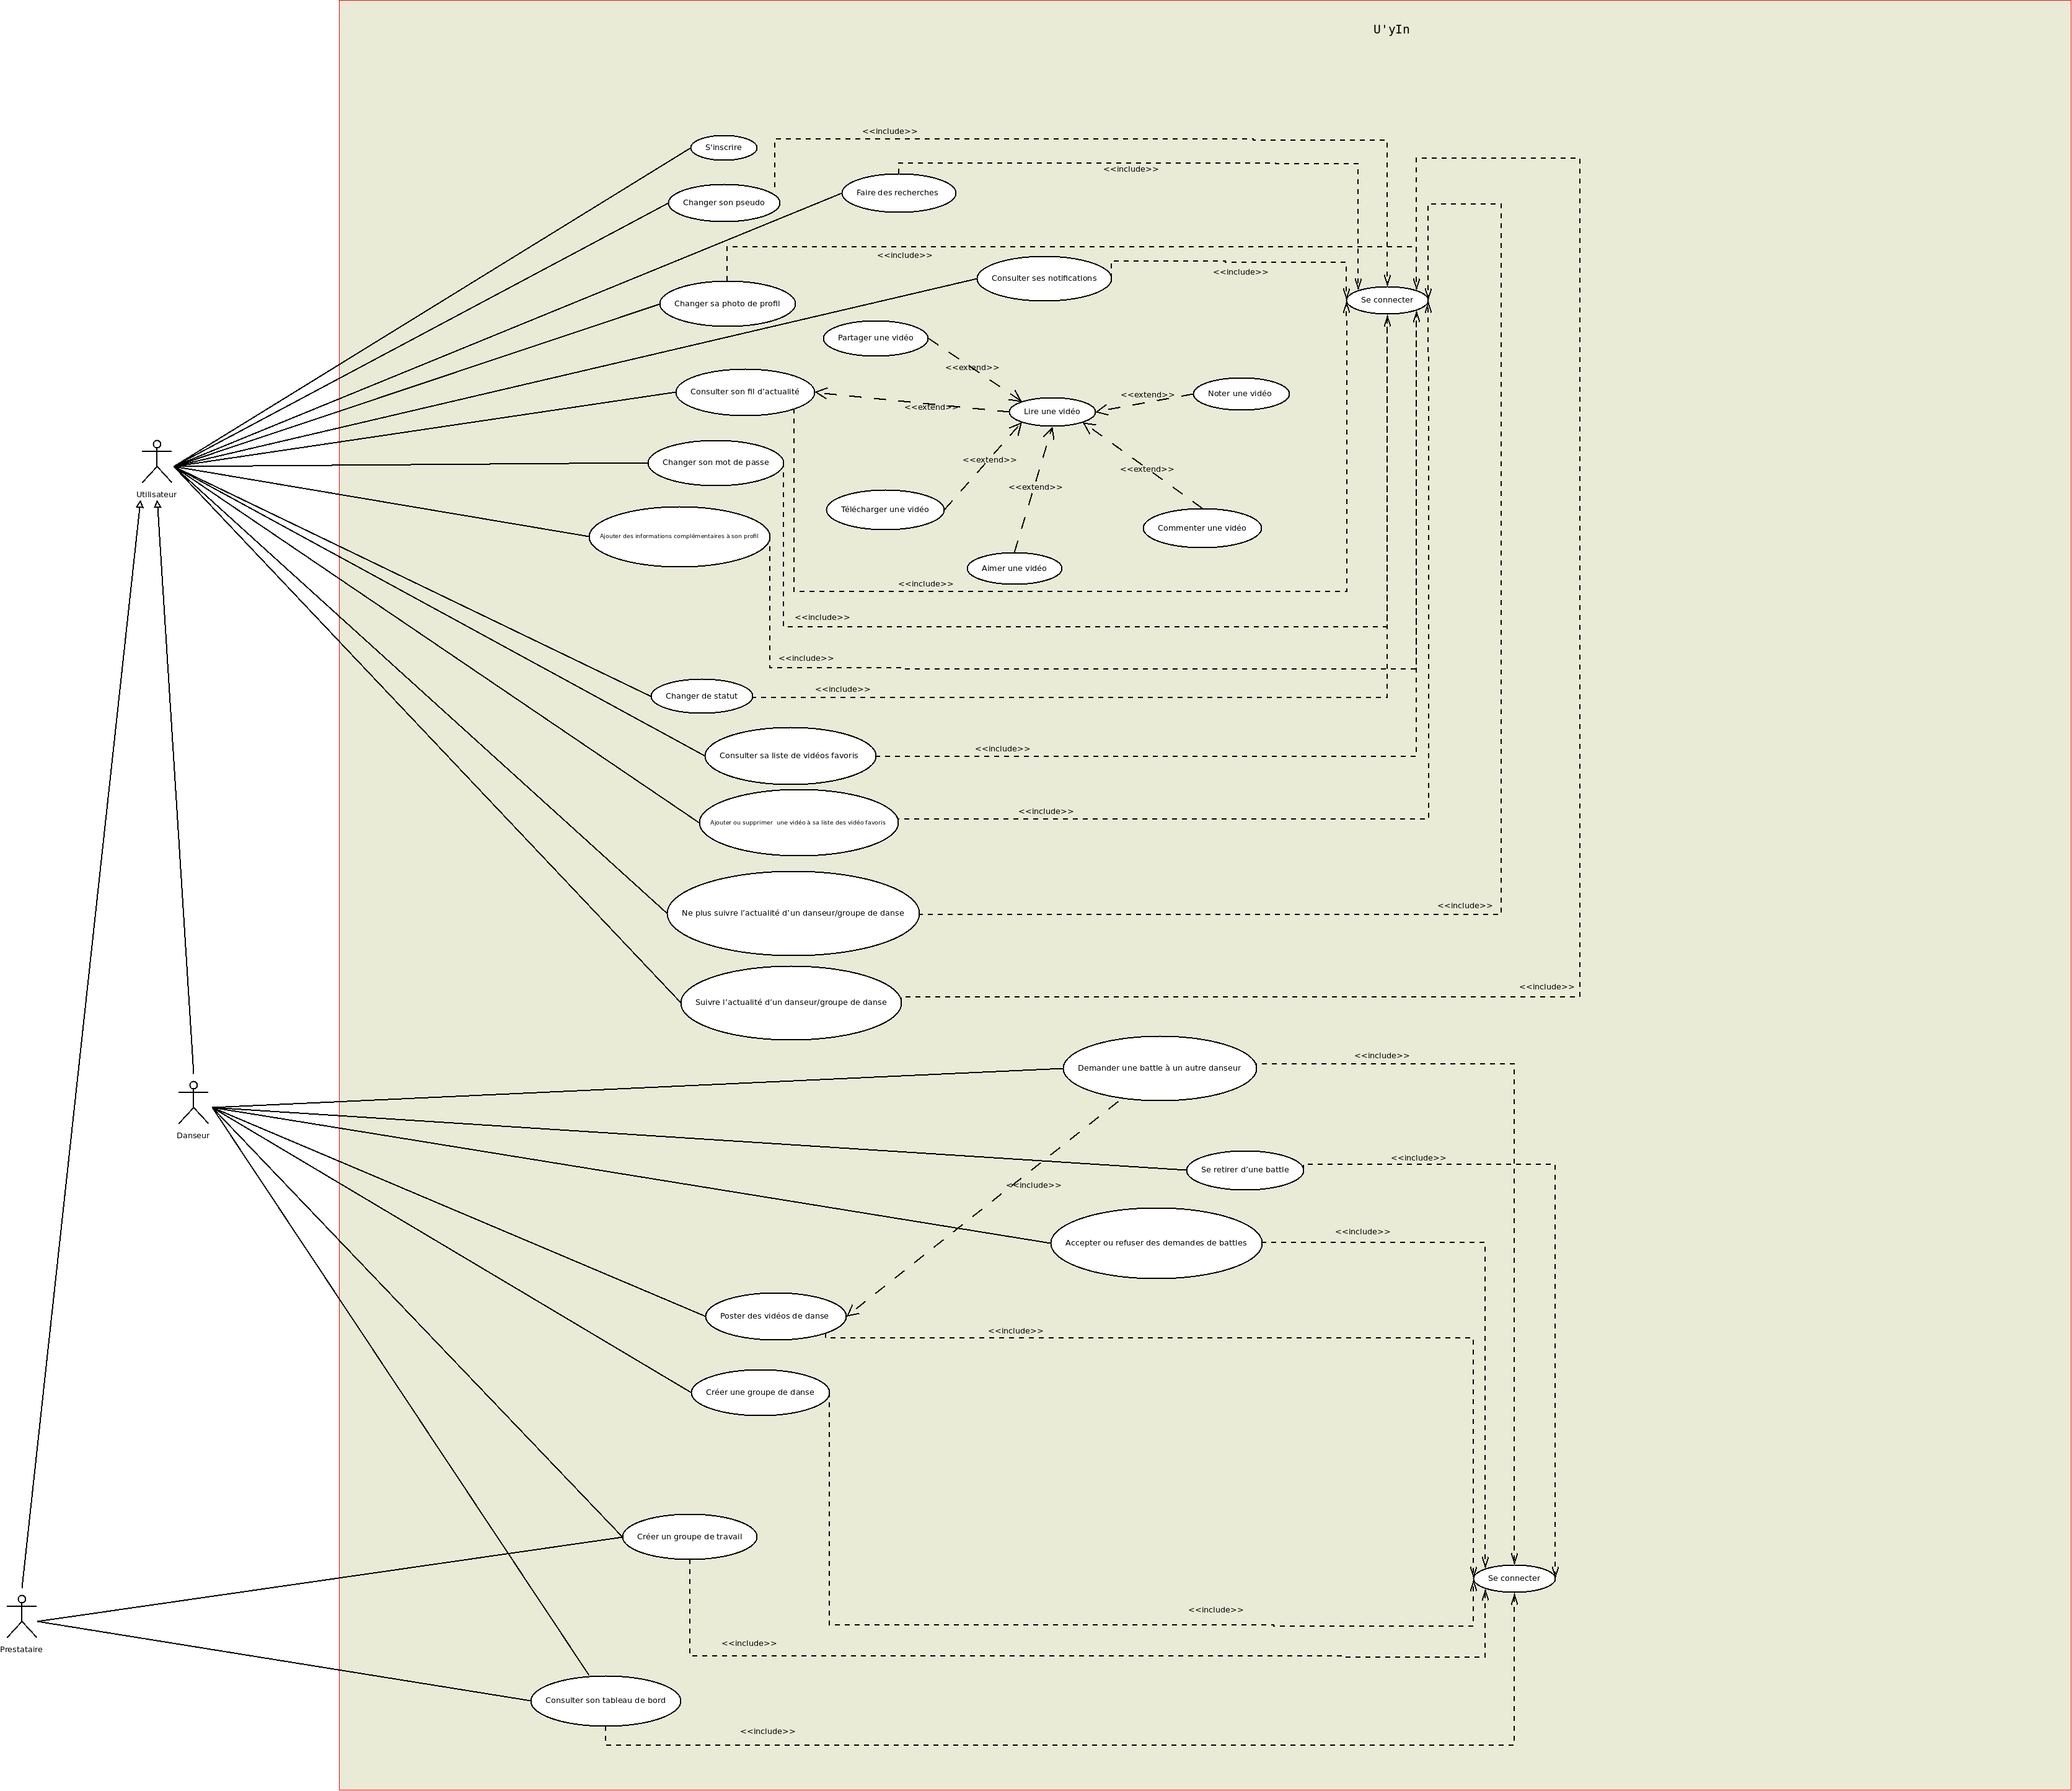 U'yIn
<<include>>
S'inscrire
<<include>>
Faire des recherches
Changer son pseudo
<<include>>
Consulter ses notifications
<<include>>
Changer sa photo de profil
Se connecter
Partager une vidéo
<<extend>>
Consulter son fil d'actualité
Noter une vidéo
<<extend>>
<<extend>>
Lire une vidéo
Changer son mot de passe
<<extend>>
<<extend>>
<<extend>>
Utilisateur
Télécharger une vidéo
Commenter une vidéo
Ajouter des informations complémentaires à son profil
Aimer une vidéo
<<include>>
<<include>>
<<include>>
Changer de statut
<<include>>
Consulter sa liste de vidéos favoris
<<include>>
Ajouter ou supprimer  une vidéo à sa liste des vidéo favoris
<<include>>
Ne plus suivre l'actualité d'un danseur/groupe de danse
<<include>>
Suivre l'actualité d'un danseur/groupe de danse
<<include>>
Demander une battle à un autre danseur
<<include>>
Danseur
Se retirer d'une battle
<<include>>
<<include>>
Accepter ou refuser des demandes de battles
<<include>>
Poster des vidéos de danse
<<include>>
Créer une groupe de danse
Créer un groupe de travail
Se connecter
<<include>>
<<include>>
Prestataire
Consulter son tableau de bord
<<include>>